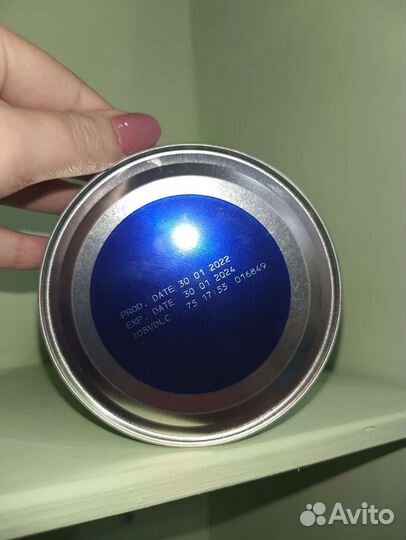 PROD. DATE 30 01 2022
EXP. DATE 30 01 2024
108VDLC 75 17:55 016849
Avito